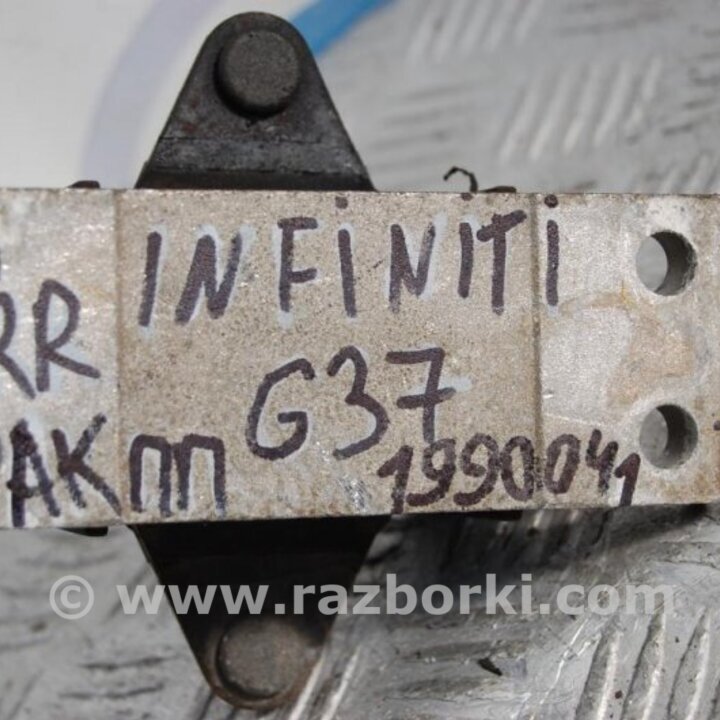 INFINITI
RR
G37
АКПП
1990041
© www.razborki.com